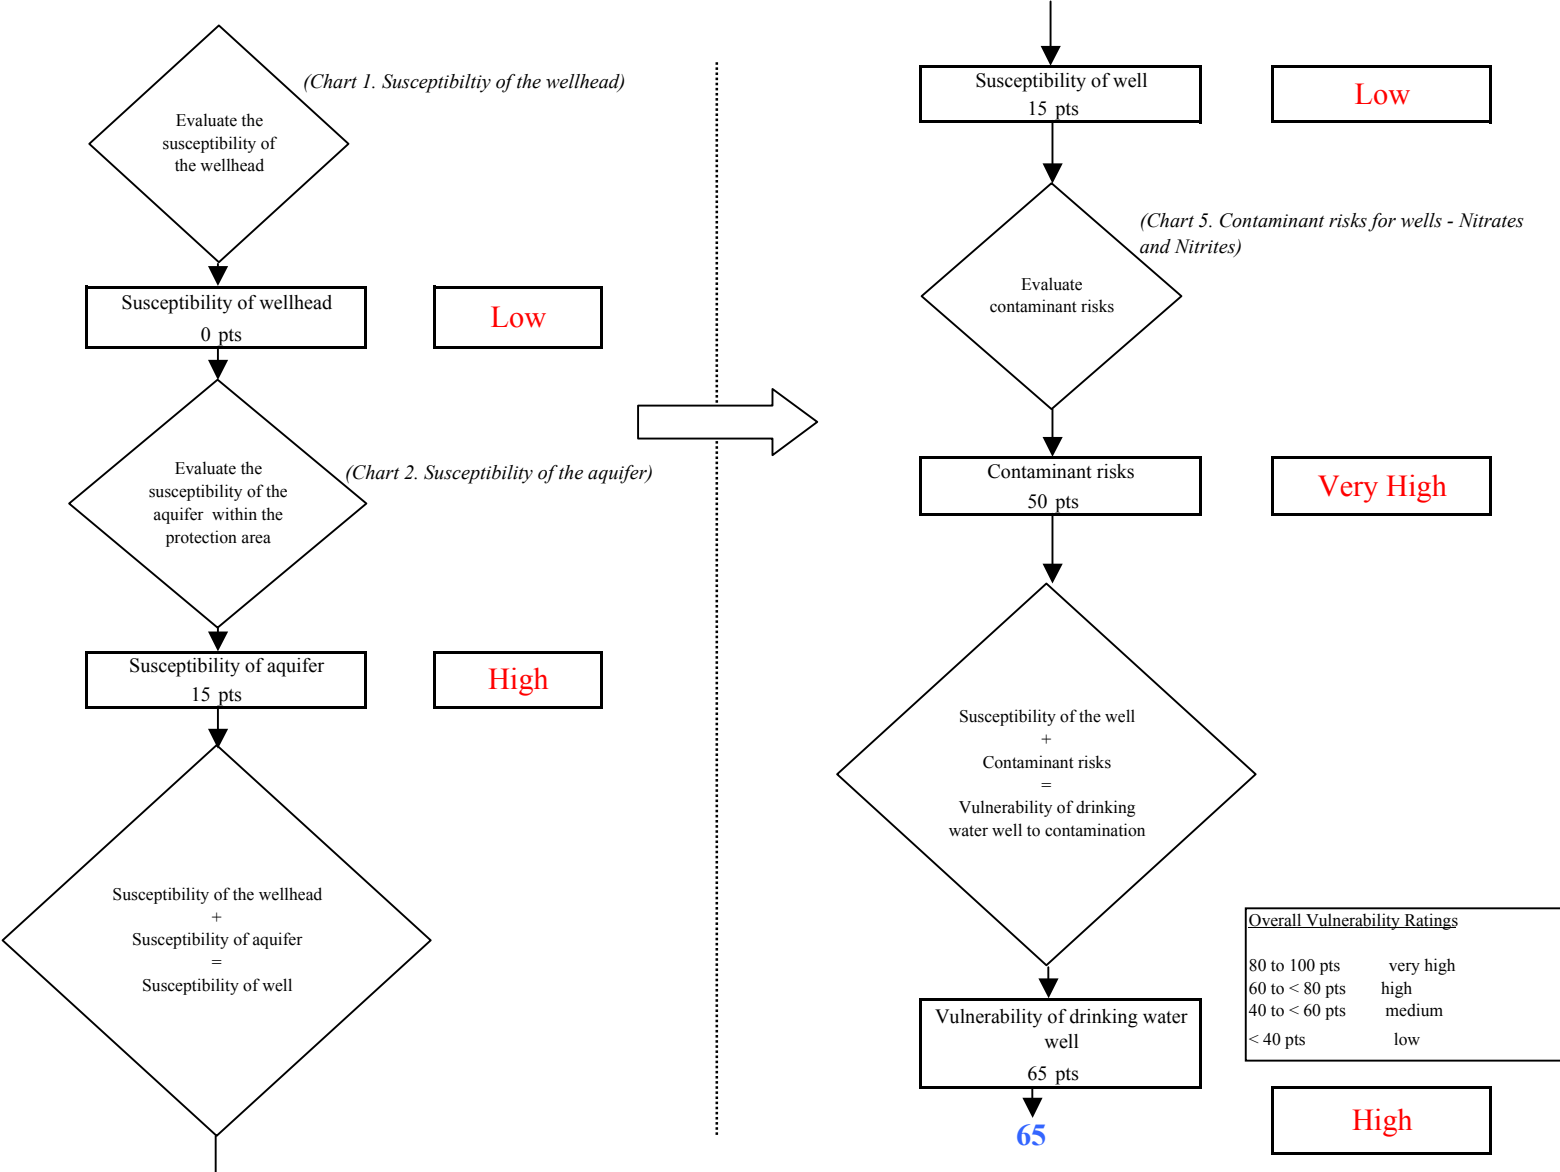 (Chart 1. Susceptibiltiy of the wellhead)
Evaluate the
susceptibility of
the wellhead
Susceptibility of wellhead
0 pts
Low
Evaluate the
susceptibility of the
aquifer within the
protection area
(Chart 2. Susceptibility of the aquifer)
Susceptibility of aquifer
15 pts
High
Susceptibility of the wellhead
+
Susceptibility of aquifer
=
Susceptibility of well
Susceptibility of well
15 pts
Low
(Chart 5. Contaminant risks for wells - Nitrates
and Nitrites)
Evaluate
contaminant risks
Contaminant risks
50 pts
Very High
Susceptibility of the well
+
Contaminant risks
=
Vulnerability of drinking
water well to contamination
Overall Vulnerability Ratings
80 to 100 pts very high
60 to < 80 pts high
40 to < 60 pts medium
< 40 pts low
Vulnerability of drinking water
well
65 pts
65
High